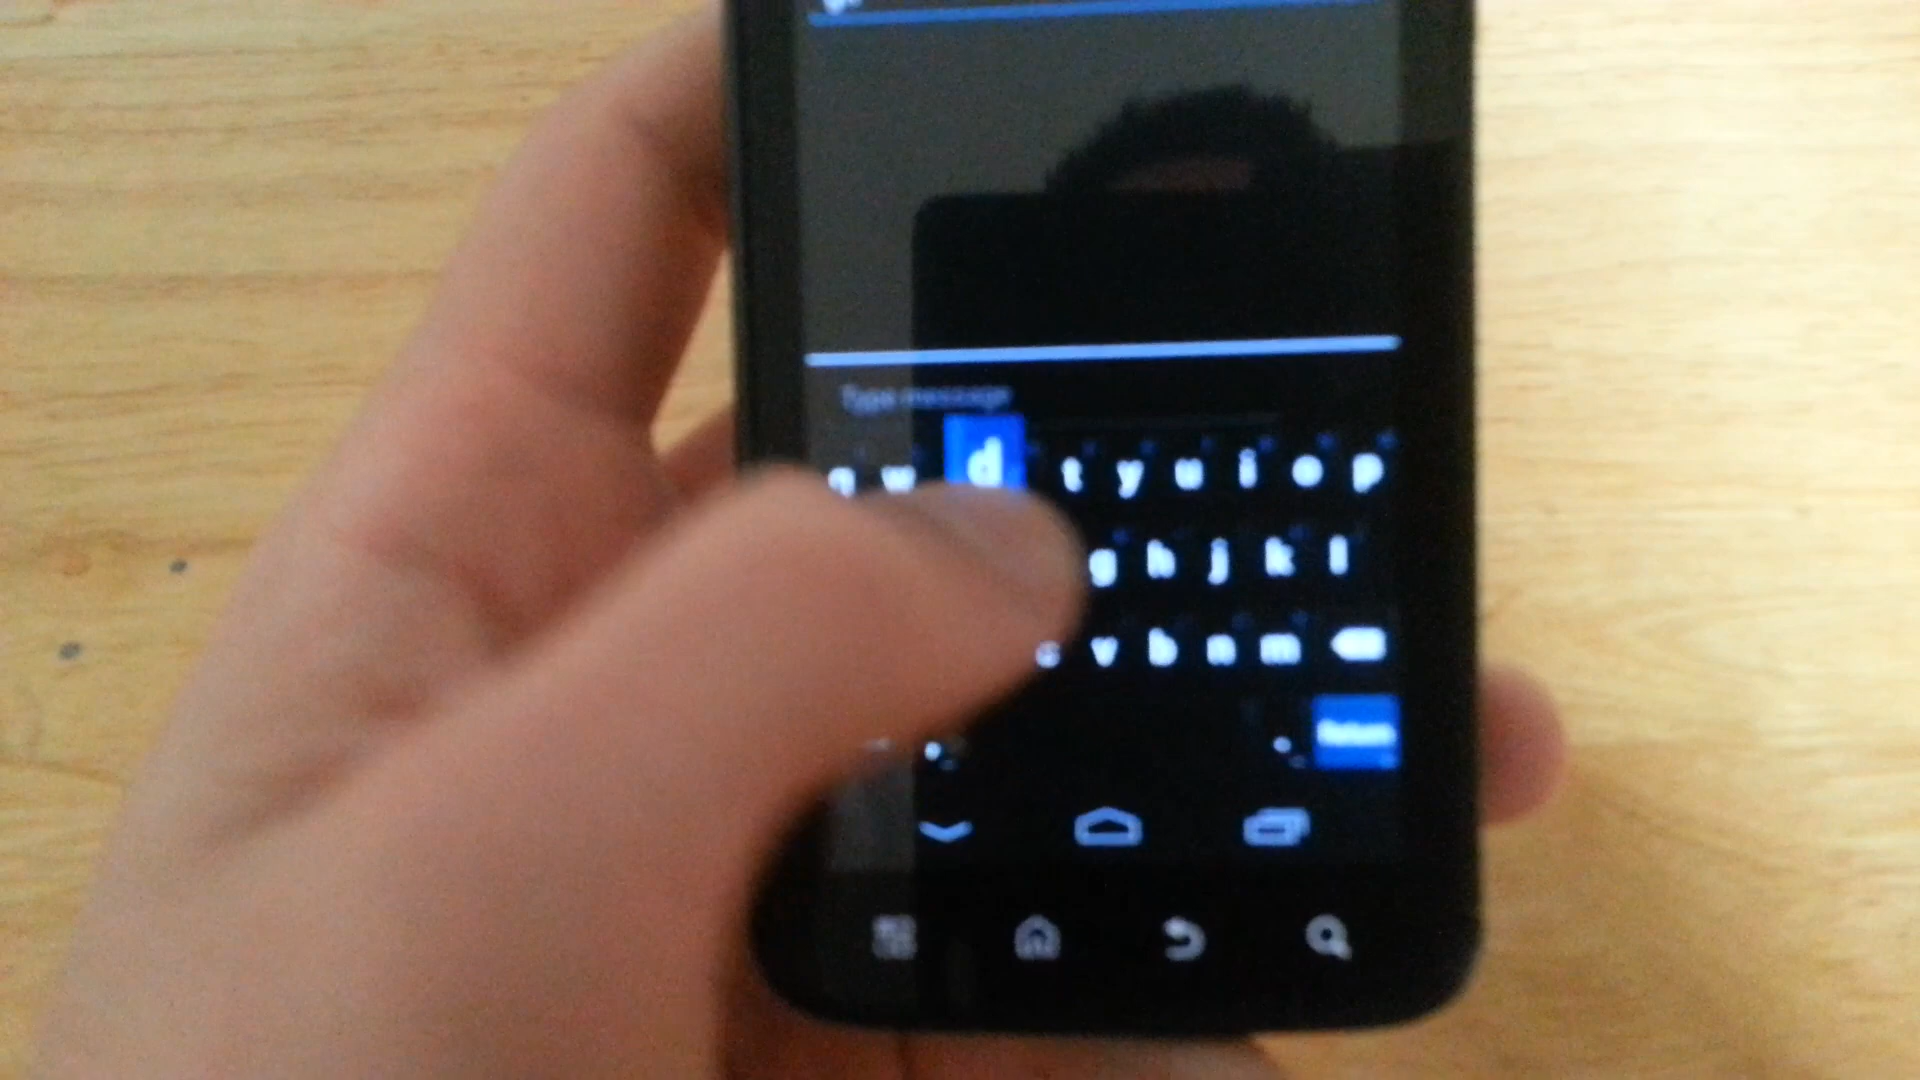 Type message
q w d t y u i o p
g h j k l
c v b n m
Return